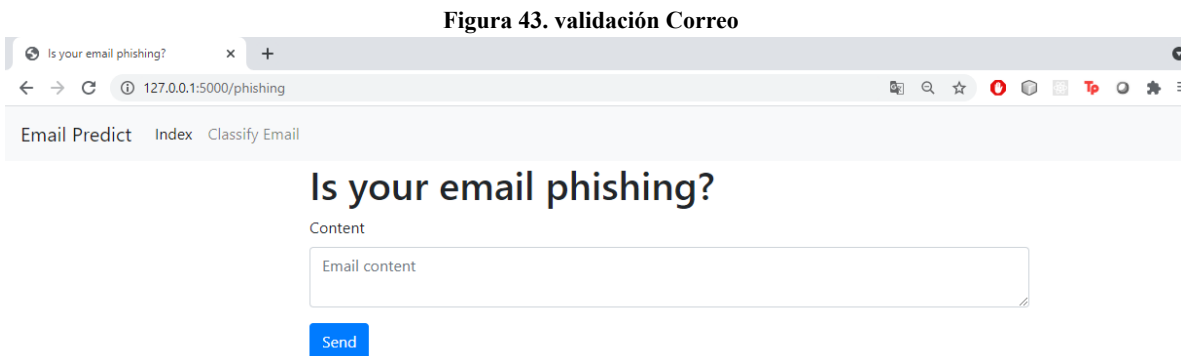 Figura 43. validación Correo
Is your email phishing?
127.0.0.1:5000/phishing
Email Predict Index Classify Email
Is your email phishing?
Content
Email content
Send